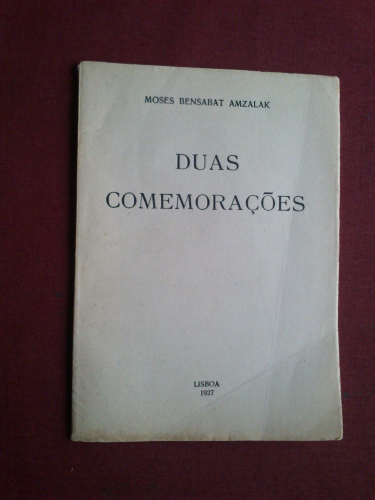 MOSES BENSABAT AMZALAK
DUAS
COMEMORAÇÕES
LISBOA
1927